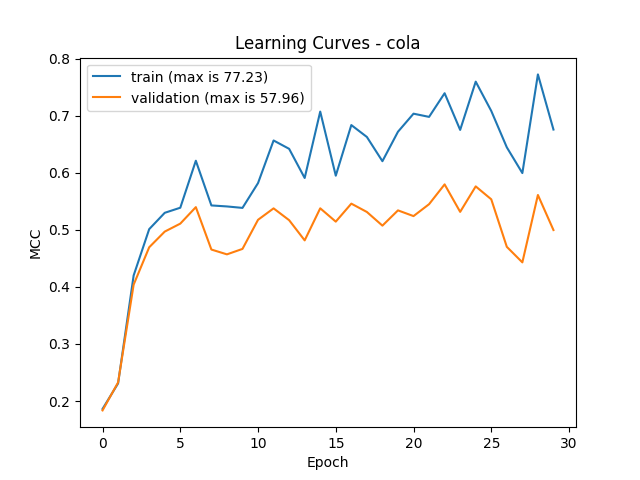 Learning Curves - cola
train (max is 77.23)
validation (max is 57.96)
MCC
0.8
0.7
0.6
0.5
0.4
0.3
0.2
0 5 10 15 20 25 30
Epoch